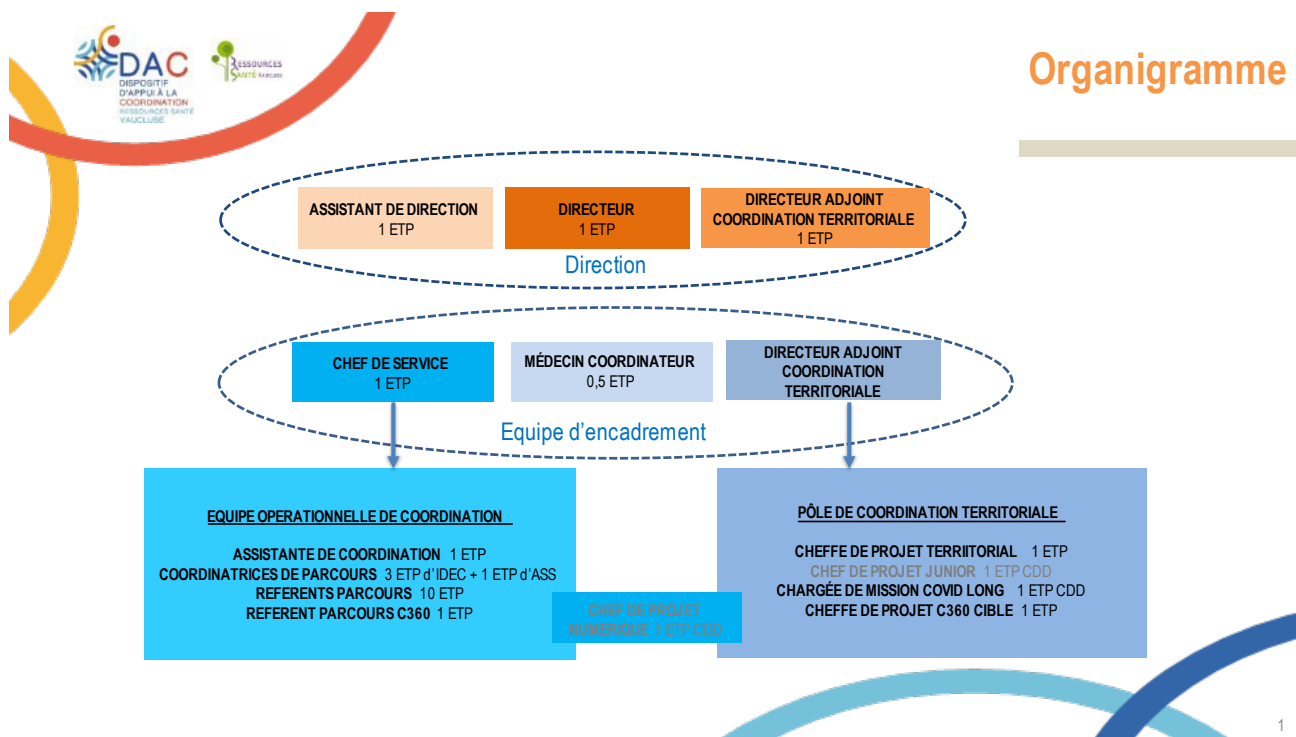 DAC
DISPOSITIF
D'APPUI À LA
COORDINATION
RESSOURCES SANTÉ
VAUCLUSE
RESSOURCES
SANTÉ VAUCLUSE
Organigramme
ASSISTANT DE DIRECTION
1 ETP
DIRECTEUR
1 ETP
DIRECTEUR ADJOINT
COORDINATION TERRITORIALE
1 ETP
Direction
CHEF DE SERVICE
1 ETP
MÉDECIN COORDINATEUR
0,5 ETP
DIRECTEUR ADJOINT
COORDINATION
TERRITORIALE
Equipe d'encadrement
EQUIPE OPERATIONNELLE DE COORDINATION
ASSISTANTE DE COORDINATION 1 ETP
COORDINATRICES DE PARCOURS 3 ETP d'IDEC + 1 ETP d'ASS
REFERENTS PARCOURS 10 ETP
REFERENT PARCOURS C360 1 ETP
CHEF DE PROJET
NUMERIQUE 1 ETP CDD
PÔLE DE COORDINATION TERRITORIALE
CHEFFE DE PROJET TERRIITORIAL 1 ETP
CHEF DE PROJET JUNIOR 1 ETP CDD
CHARGÉE DE MISSION COVID LONG 1 ETP CDD
CHEFFE DE PROJET C360 CIBLE 1 ETP
1